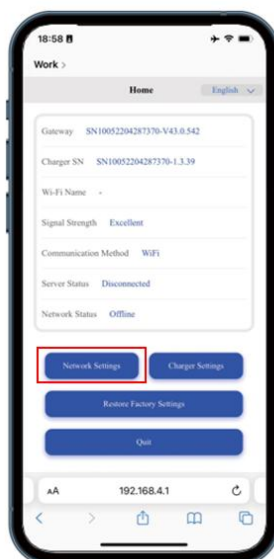 18:58
Work >
Home English
Gateway SN10052204287370-V43.0.542
Charger SN SN10052204287370-1.3.39
Wi-Fi Name -
Signal Strength Excellent
Communication Method WiFi
Server Status Disconnected
Network Status Offline
Network Settings Charger Settings
Restore Factory Settings
Quit
AA 192.168.4.1